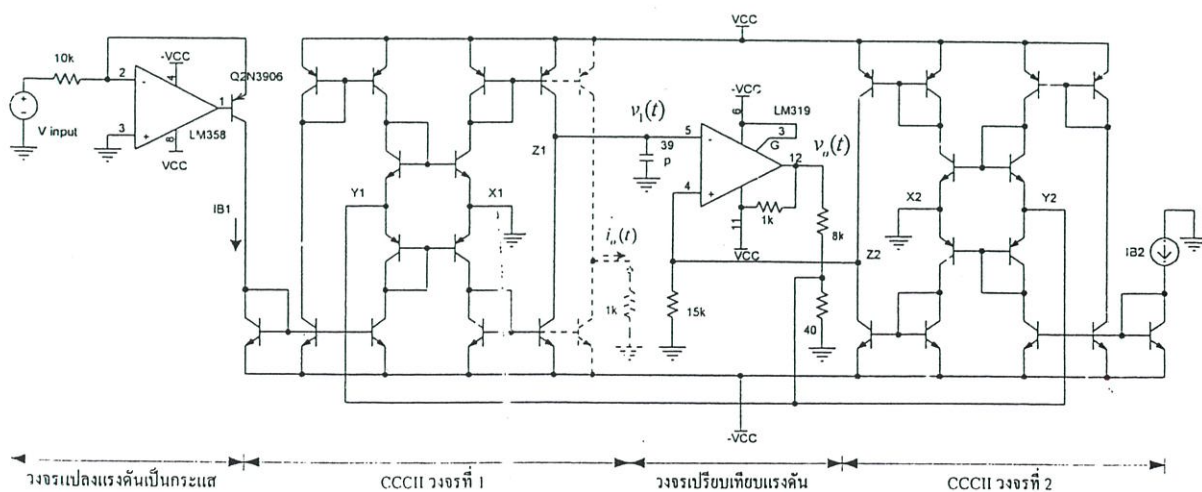 VCC
-VCC
10k
2
-
4
Q2N3906
1
3
+
8
LM358
VCC
V input
IB1
Y1
X1
Z1
v₁(t)
39
p
iₒ(t)
1k
-VCC
6
LM319
5
-
3
G
12
vₒ(t)
4
+
1k
11
VCC
8k
15k
40
Z2
X2
Y2
IB2
-VCC
วงจรแปลงแรงดันเป็นกระแส
CCCII วงจรที่ 1
วงจรเปรียบเทียบแรงดัน
CCCII วงจรที่ 2